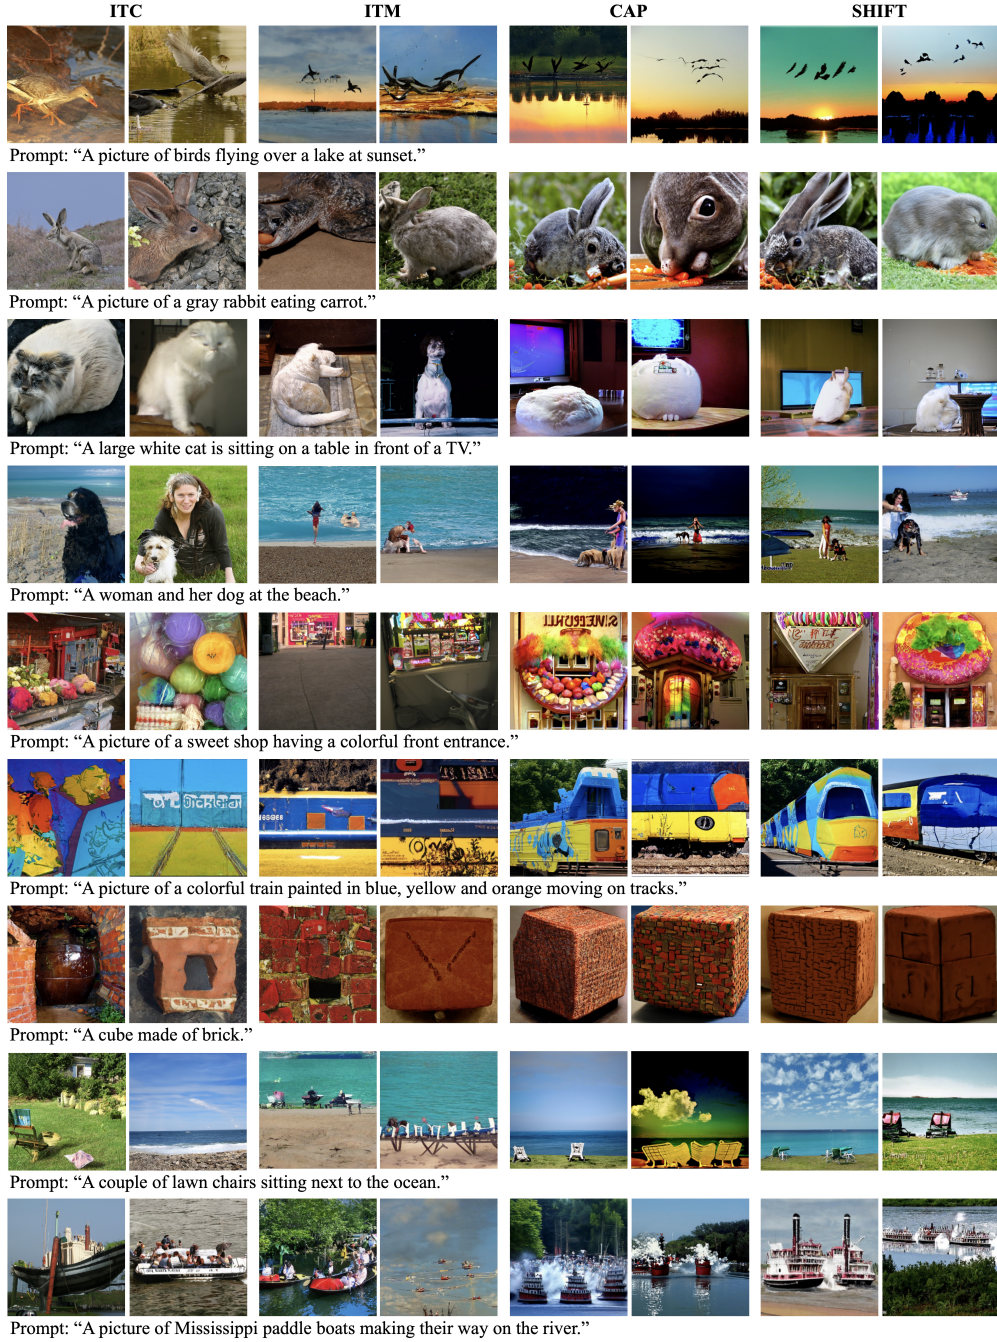 ITC ITM CAP SHIFT
Prompt: “A picture of birds flying over a lake at sunset.”
Prompt: “A picture of a gray rabbit eating carrot.”
Prompt: “A large white cat is sitting on a table in front of a TV.”
Prompt: “A woman and her dog at the beach.”
Prompt: “A picture of a sweet shop having a colorful front entrance.”
Prompt: “A picture of a colorful train painted in blue, yellow and orange moving on tracks.”
Prompt: “A cube made of brick.”
Prompt: “A couple of lawn chairs sitting next to the ocean.”
Prompt: “A picture of Mississippi paddle boats making their way on the river.”